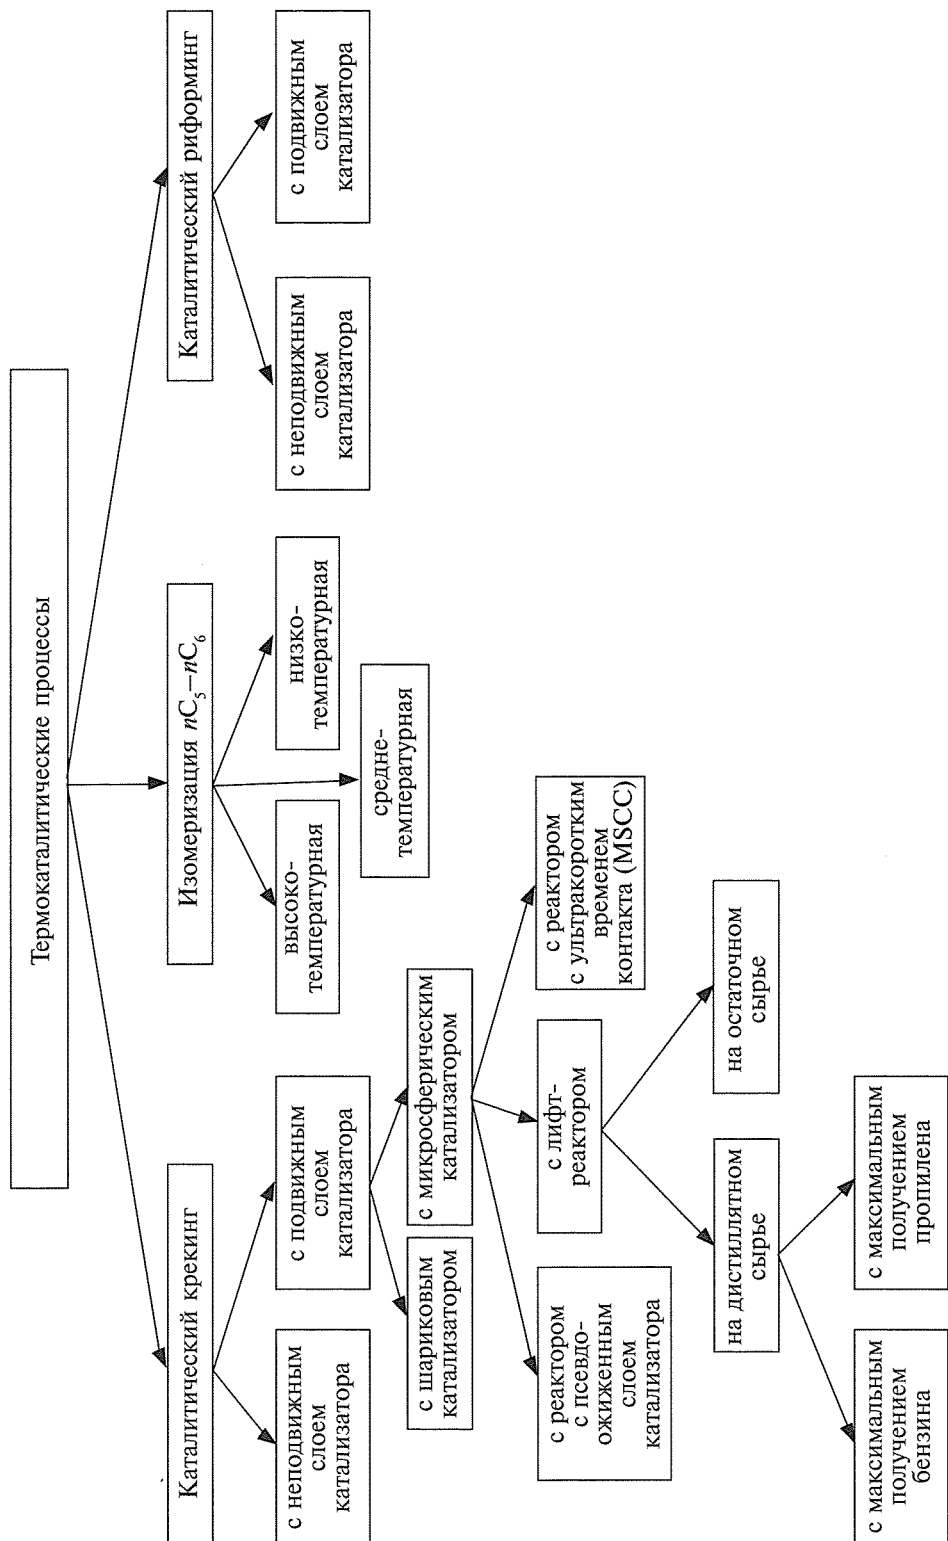 Термокаталитические процессы
Каталитический крекинг
Изомеризация nC5—nC6
Каталитический риформинг
с неподвижным
слоем
катализатора
с подвижным
слоем
катализатора
высоко-
температурная
низко-
температурная
с неподвижным
слоем
катализатора
с подвижным
слоем
катализатора
средне-
температурная
с шариковым
катализатором
с микросферическим
катализатором
с реактором
с псевдо-
ожиженным
слоем
катализатора
с лифт-
реактором
с реактором
с ультракоротким
временем
контакта (MSCC)
на дистиллятном
сырье
на остаточном
сырье
с максимальным
получением
бензина
с максимальным
получением
пропилена